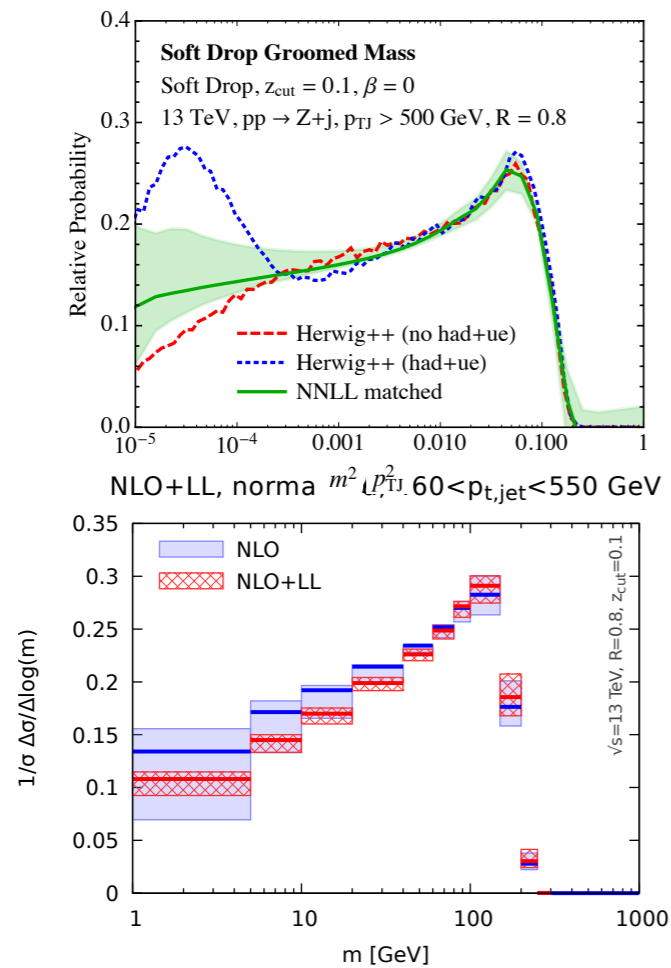 Soft Drop Groomed Mass
Soft Drop, z_cut = 0.1, β = 0
13 TeV, pp → Z+j, p_TJ > 500 GeV, R = 0.8
Relative Probability
0.4
0.3
0.2
0.1
0.0
Herwig++ (no had+ue)
Herwig++ (had+ue)
NNLL matched
10^-5
10^-4
0.001
0.010
0.100
1
m^2 p_TJ^2
NLO+LL, norma 60<p_t,jet<550 GeV
0.35
0.3
0.25
0.2
0.15
0.1
0.05
0
1/σ Δσ/Δlog(m)
NLO
NLO+LL
√s=13 TeV, R=0.8, z_cut=0.1
1
10
100
1000
m [GeV]